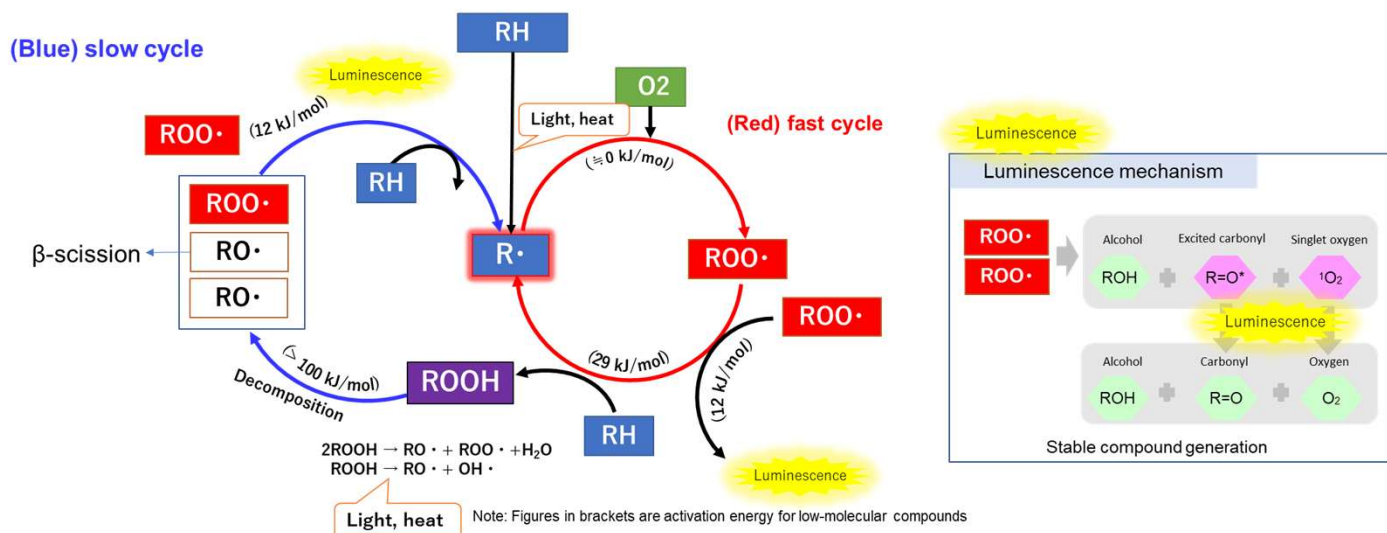 (Blue) slow cycle
RH
Luminescence
O2
Light, heat
(Red) fast cycle
ROO・
(12 kJ/mol)
(≒0 kJ/mol)
RH
ROO・
RO・
RO・
β-scission
R・
ROO・
ROO・
(29 kJ/mol)
(12 kJ/mol)
(△ 100 kJ/mol)
Decomposition
ROOH
RH
2ROOH → RO・ + ROO・ +H₂O
ROOH → RO・ + OH・
Light, heat
Luminescence
Note: Figures in brackets are activation energy for low-molecular compounds
Luminescence
Luminescence mechanism
ROO・
ROO・
Alcohol Excited carbonyl Singlet oxygen
ROH R=O* ¹O₂
Luminescence
Alcohol Carbonyl Oxygen
ROH R=O O₂
Stable compound generation